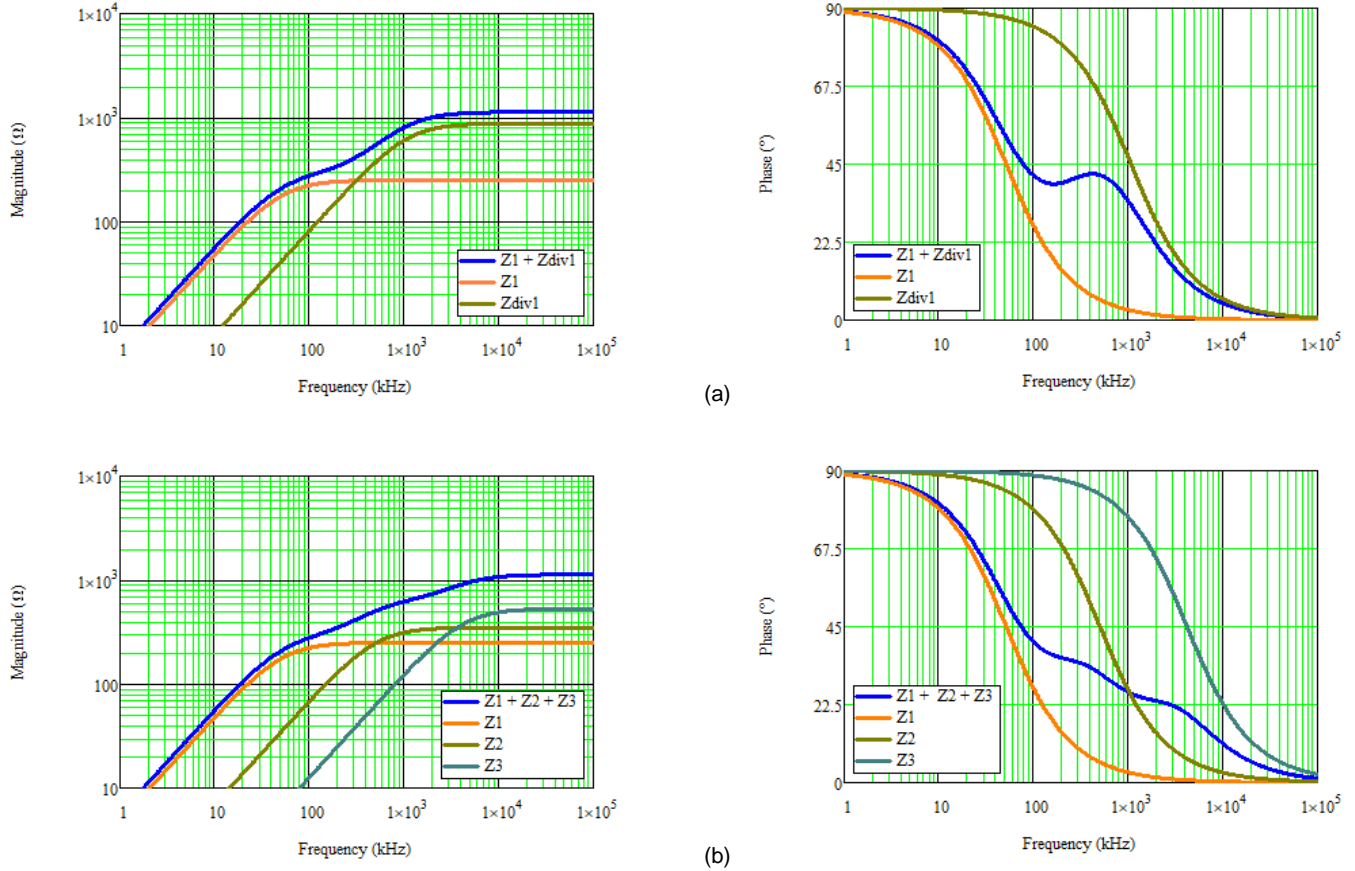 Magnitude (Ω)
1×10⁴
1×10³
100
10
Z1 + Zdiv1
Z1
Zdiv1
1 10 100 1×10³ 1×10⁴ 1×10⁵
Frequency (kHz)
Phase (°)
90
67.5
45
22.5
0
Z1 + Zdiv1
Z1
Zdiv1
1 10 100 1×10³ 1×10⁴ 1×10⁵
Frequency (kHz)
(a)
Magnitude (Ω)
1×10⁴
1×10³
100
10
Z1 + Z2 + Z3
Z1
Z2
Z3
1 10 100 1×10³ 1×10⁴ 1×10⁵
Frequency (kHz)
Phase (°)
90
67.5
45
22.5
0
Z1 + Z2 + Z3
Z1
Z2
Z3
1 10 100 1×10³ 1×10⁴ 1×10⁵
Frequency (kHz)
(b)